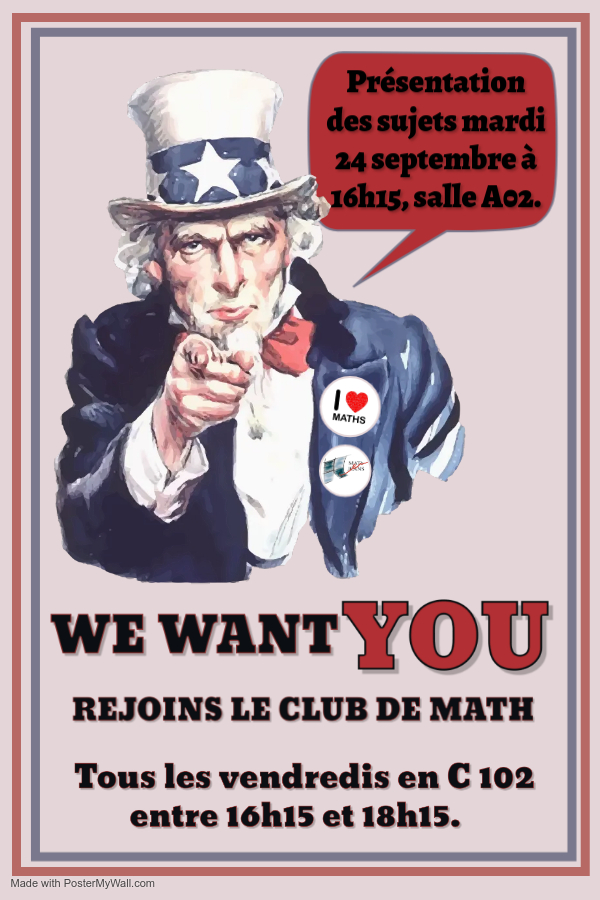 Présentation
des sujets mardi
24 septembre à
16h15, salle A02.
I
MATHS
WE WANT YOU
REJOINS LE CLUB DE MATH
Tous les vendredis en C 102
entre 16h15 et 18h15.
Made with PosterMyWall.com